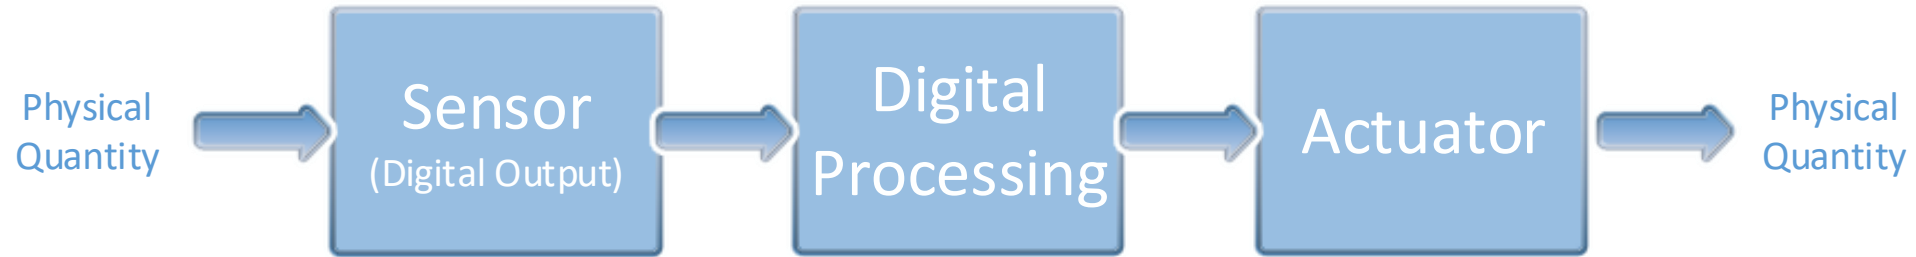 Physical
Quantity
Sensor
(Digital Output)
Digital
Processing
Actuator
Physical
Quantity